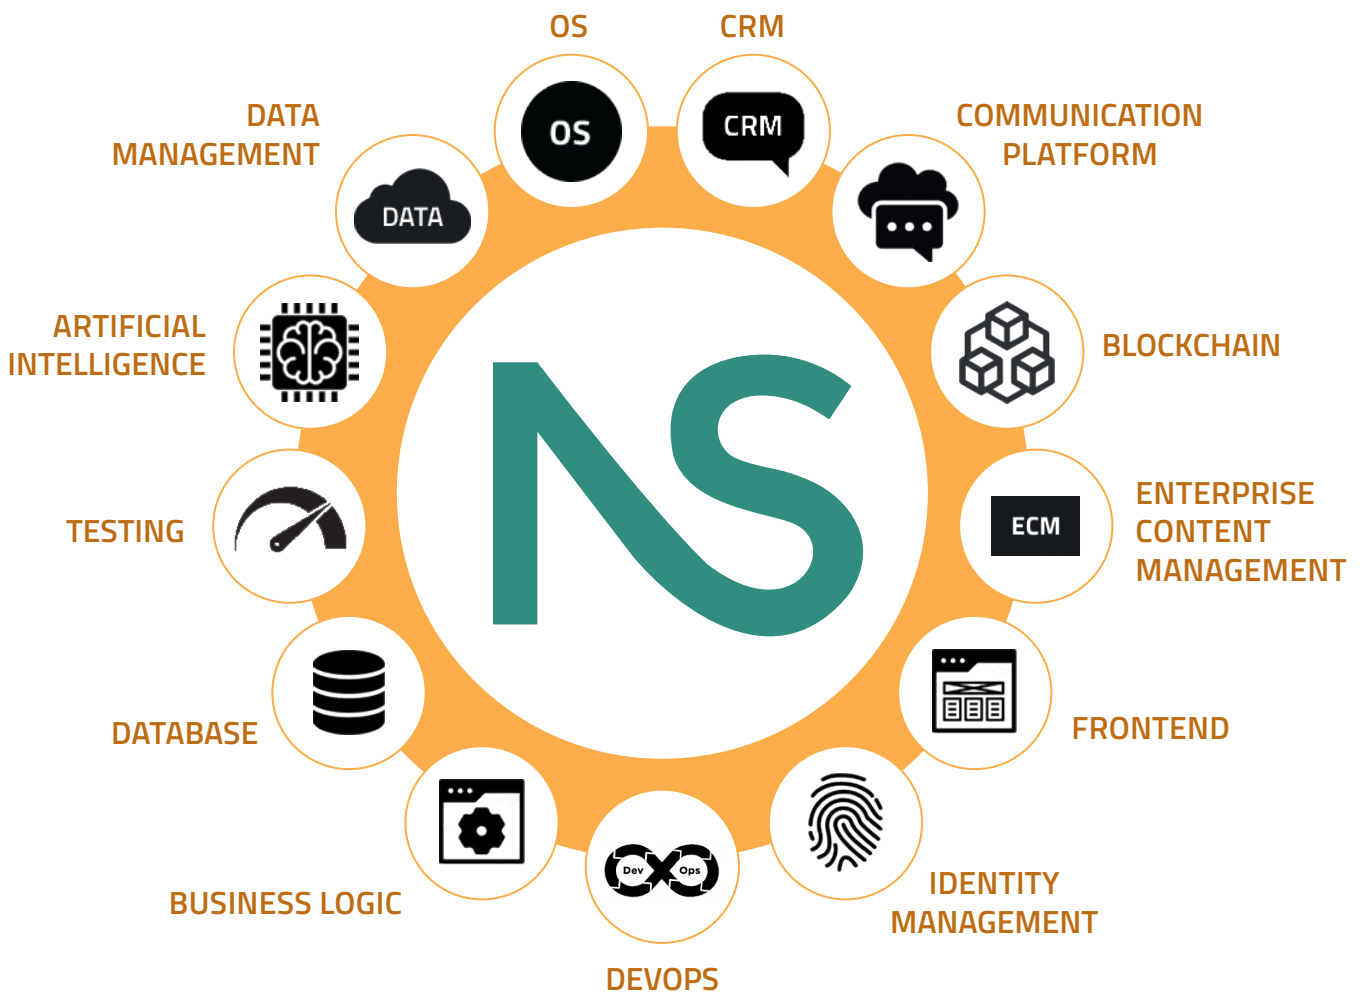 OS
CRM
OS
CRM
COMMUNICATION
PLATFORM
DATA
MANAGEMENT
DATA
ARTIFICIAL
INTELLIGENCE
BLOCKCHAIN
NS
TESTING
ENTERPRISE
CONTENT
MANAGEMENT
ECM
DATABASE
FRONTEND
BUSINESS LOGIC
Dev Ops
IDENTITY
MANAGEMENT
DEVOPS